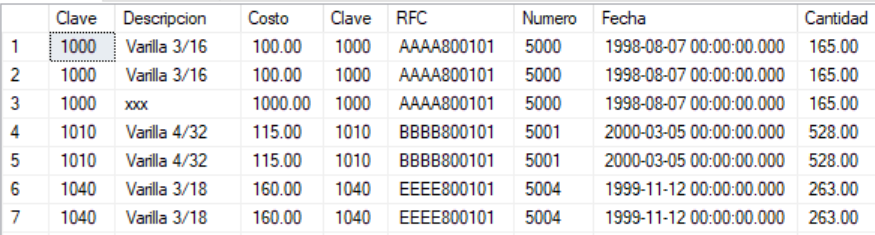 Clave Descripcion Costo Clave RFC Numero Fecha Cantidad
1 1000 Varilla 3/16 100.00 1000 AAAA800101 5000 1998-08-07 00:00:00.000 165.00
2 1000 Varilla 3/16 100.00 1000 AAAA800101 5000 1998-08-07 00:00:00.000 165.00
3 1000 xxx 1000.00 1000 AAAA800101 5000 1998-08-07 00:00:00.000 165.00
4 1010 Varilla 4/32 115.00 1010 BBBB800101 5001 2000-03-05 00:00:00.000 528.00
5 1010 Varilla 4/32 115.00 1010 BBBB800101 5001 2000-03-05 00:00:00.000 528.00
6 1040 Varilla 3/18 160.00 1040 EEEE800101 5004 1999-11-12 00:00:00.000 263.00
7 1040 Varilla 3/18 160.00 1040 EEEE800101 5004 1999-11-12 00:00:00.000 263.00